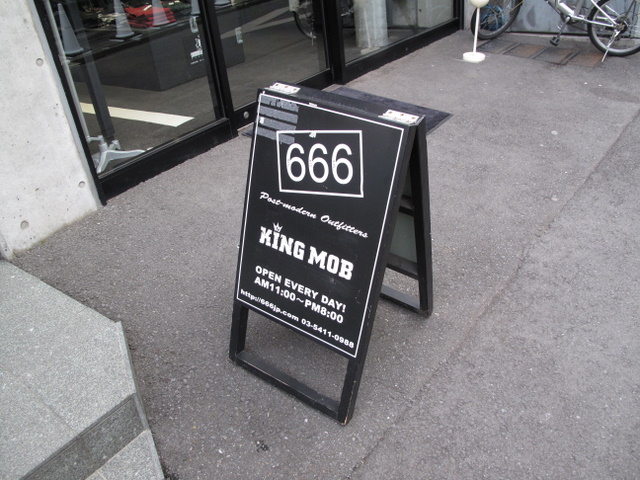 666
Post-modern Outfitters
KING MOB
OPEN EVERY DAY!
AM11:00~PM8:00
http://666jp.com 03-5411-0988